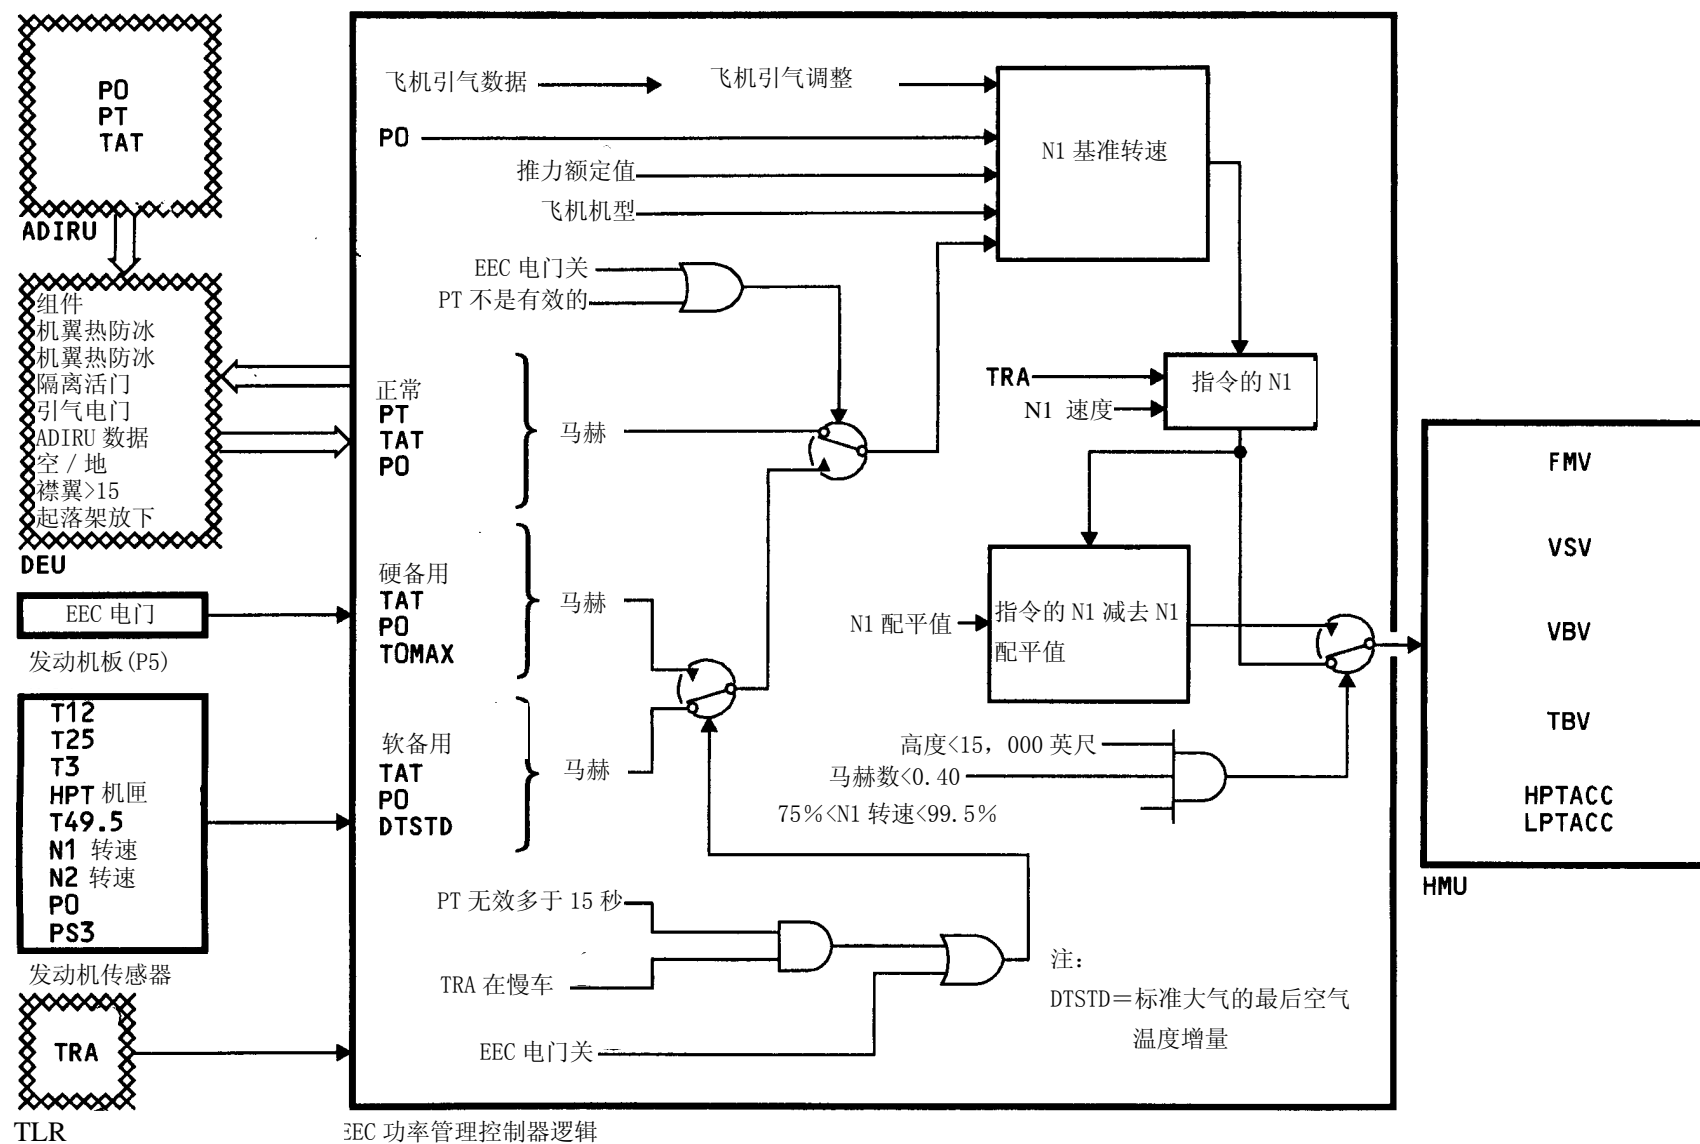 PO
PT
TAT
ADIRU
组件
机翼热防冰
机翼热防冰
隔离活门
引气电门
ADIRU 数据
空/地
襟翼>15
起落架放下
DEU
EEC 电门
发动机板(P5)
T12
T25
T3
HPT 机匣
T49.5
N1 转速
N2 转速
PO
PS3
发动机传感器
TRA
TLR
飞机引气数据
飞机引气调整
PO
推力额定值
飞机机型
N1 基准转速
EEC 电门关
PT 不是有效的
正常
PT
TAT
PO
马赫
硬备用
TAT
PO
TOMAX
马赫
软备用
TAT
PO
DTSTD
马赫
TRA
N1 速度
指令的 N1
N1 配平值
指令的 N1 减去 N1
配平值
高度<15，000 英尺
马赫数<0.40
75%<N1 转速<99.5%
PT 无效多于 15 秒
TRA 在慢车
EEC 电门关
注：
DTSTD＝标准大气的最后空气
温度增量
EEC 功率管理控制器逻辑
FMV
VSV
VBV
TBV
HPTACC
LPTACC
HMU